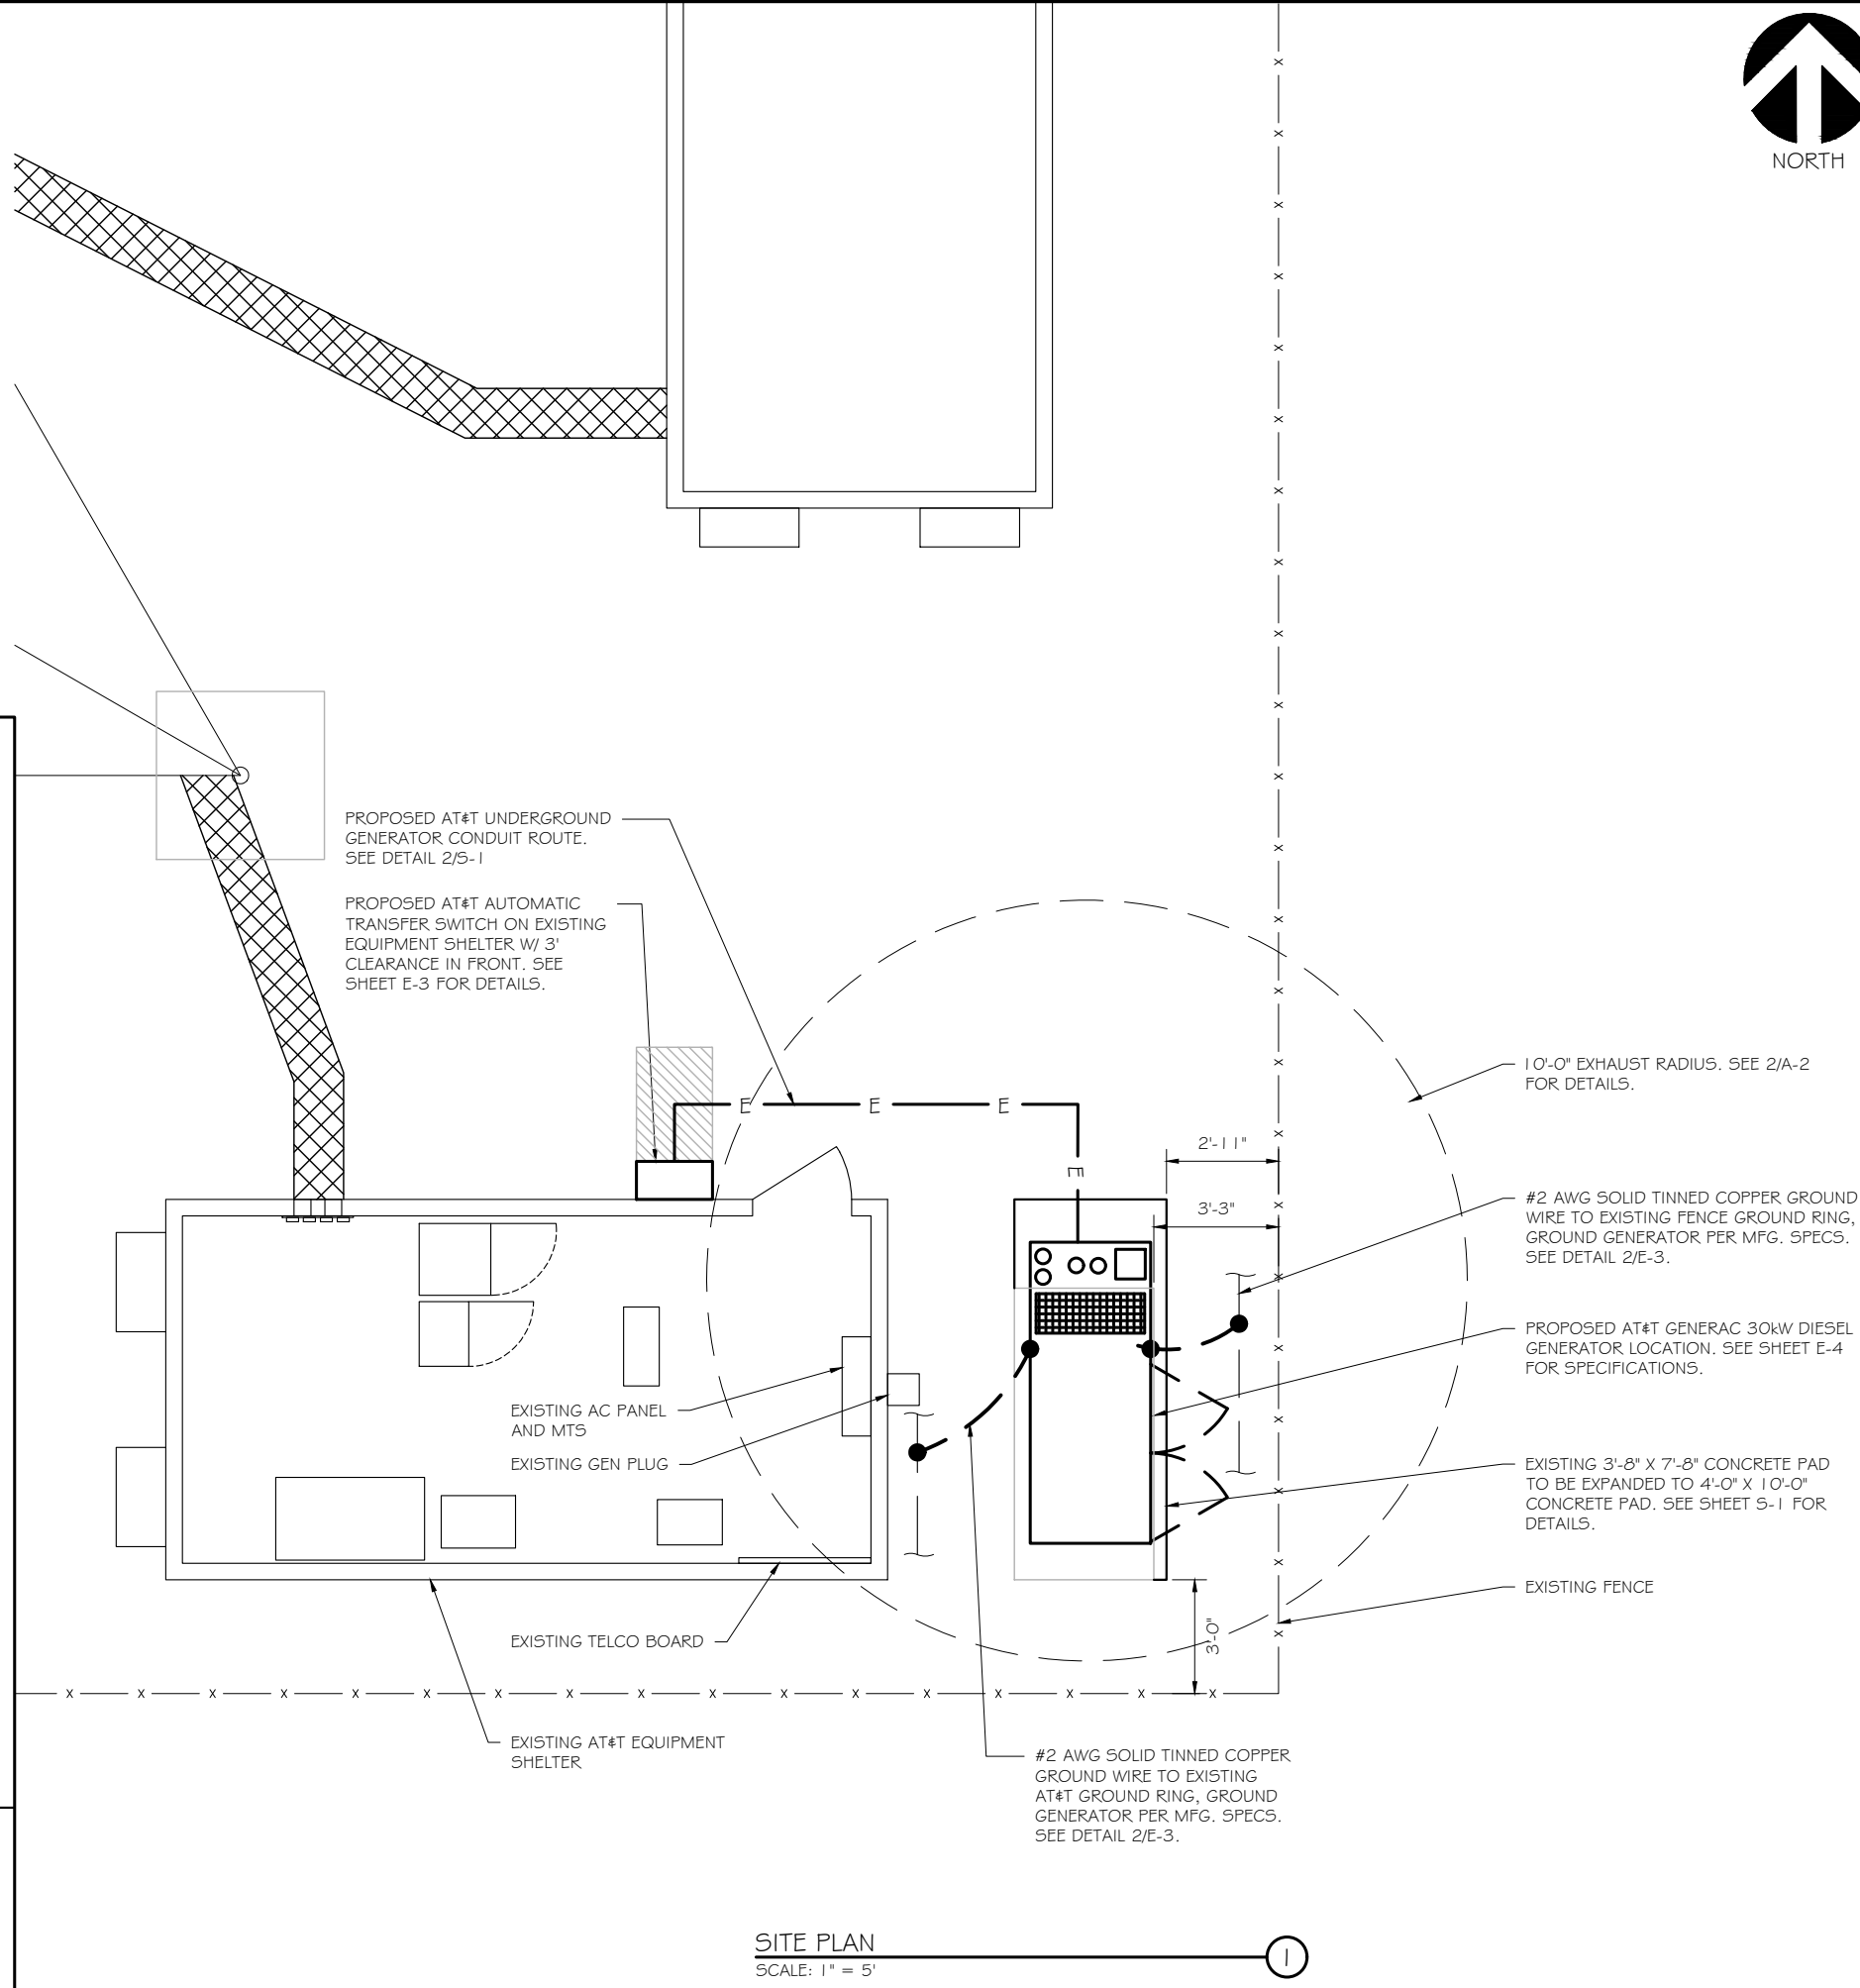 NORTH
PROPOSED AT&T UNDERGROUND
GENERATOR CONDUIT ROUTE.
SEE DETAIL 2/S-1
PROPOSED AT&T AUTOMATIC
TRANSFER SWITCH ON EXISTING
EQUIPMENT SHELTER W/ 3'
CLEARANCE IN FRONT. SEE
SHEET E-3 FOR DETAILS.
E E E
E
10'-0" EXHAUST RADIUS. SEE 2/A-2
FOR DETAILS.
2'-11"
3'-3"
#2 AWG SOLID TINNED COPPER GROUND
WIRE TO EXISTING FENCE GROUND RING,
GROUND GENERATOR PER MFG. SPECS.
SEE DETAIL 2/E-3.
PROPOSED AT&T GENERAC 30kW DIESEL
GENERATOR LOCATION. SEE SHEET E-4
FOR SPECIFICATIONS.
EXISTING AC PANEL
AND MTS
EXISTING GEN PLUG
EXISTING 3'-8" X 7'-8" CONCRETE PAD
TO BE EXPANDED TO 4'-0" X 10'-0"
CONCRETE PAD. SEE SHEET S-1 FOR
DETAILS.
EXISTING FENCE
3'-0"
EXISTING TELCO BOARD
EXISTING AT&T EQUIPMENT
SHELTER
#2 AWG SOLID TINNED COPPER
GROUND WIRE TO EXISTING
AT&T GROUND RING, GROUND
GENERATOR PER MFG. SPECS.
SEE DETAIL 2/E-3.
SITE PLAN
SCALE: 1" = 5'
1